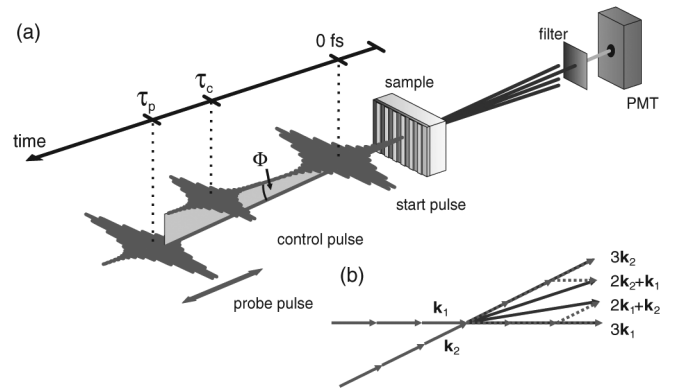 (a)
0 fs
filter
PMT
sample
τc
τp
time
Φ
start pulse
control pulse
probe pulse
(b)
3k2
2k2+k1
2k1+k2
3k1
k1
k2